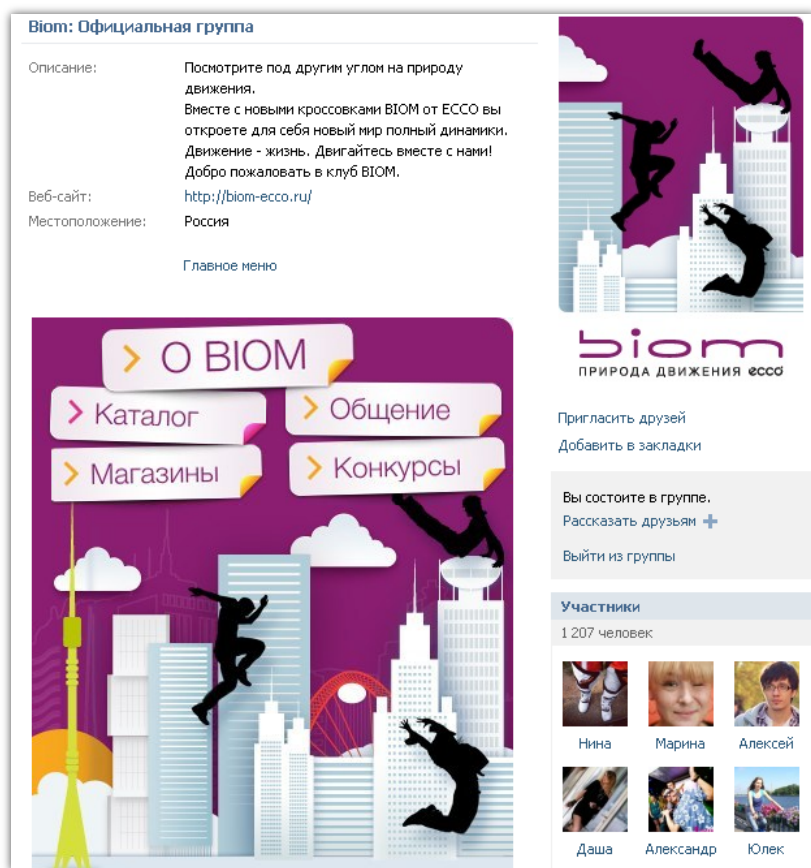 Biom: Официальная группа
Описание:
Посмотрите под другим углом на природу
движения.
Вместе с новыми кроссовками BIOM от ECCO вы
откроете для себя новый мир полный динамики.
Движение - жизнь. Двигайтесь вместе с нами!
Добро пожаловать в клуб BIOM.
Веб-сайт: http://biom-ecco.ru/
Местоположение: Россия
Главное меню
О BIOM
Каталог
Общение
Магазины
Конкурсы
biom
ПРИРОДА ДВИЖЕНИЯ ecco
Пригласить друзей
Добавить в закладки
Вы состоите в группе.
Рассказать друзьям
Выйти из группы
Участники
1 207 человек
Нина Марина Алексей
Даша Александр Юлек